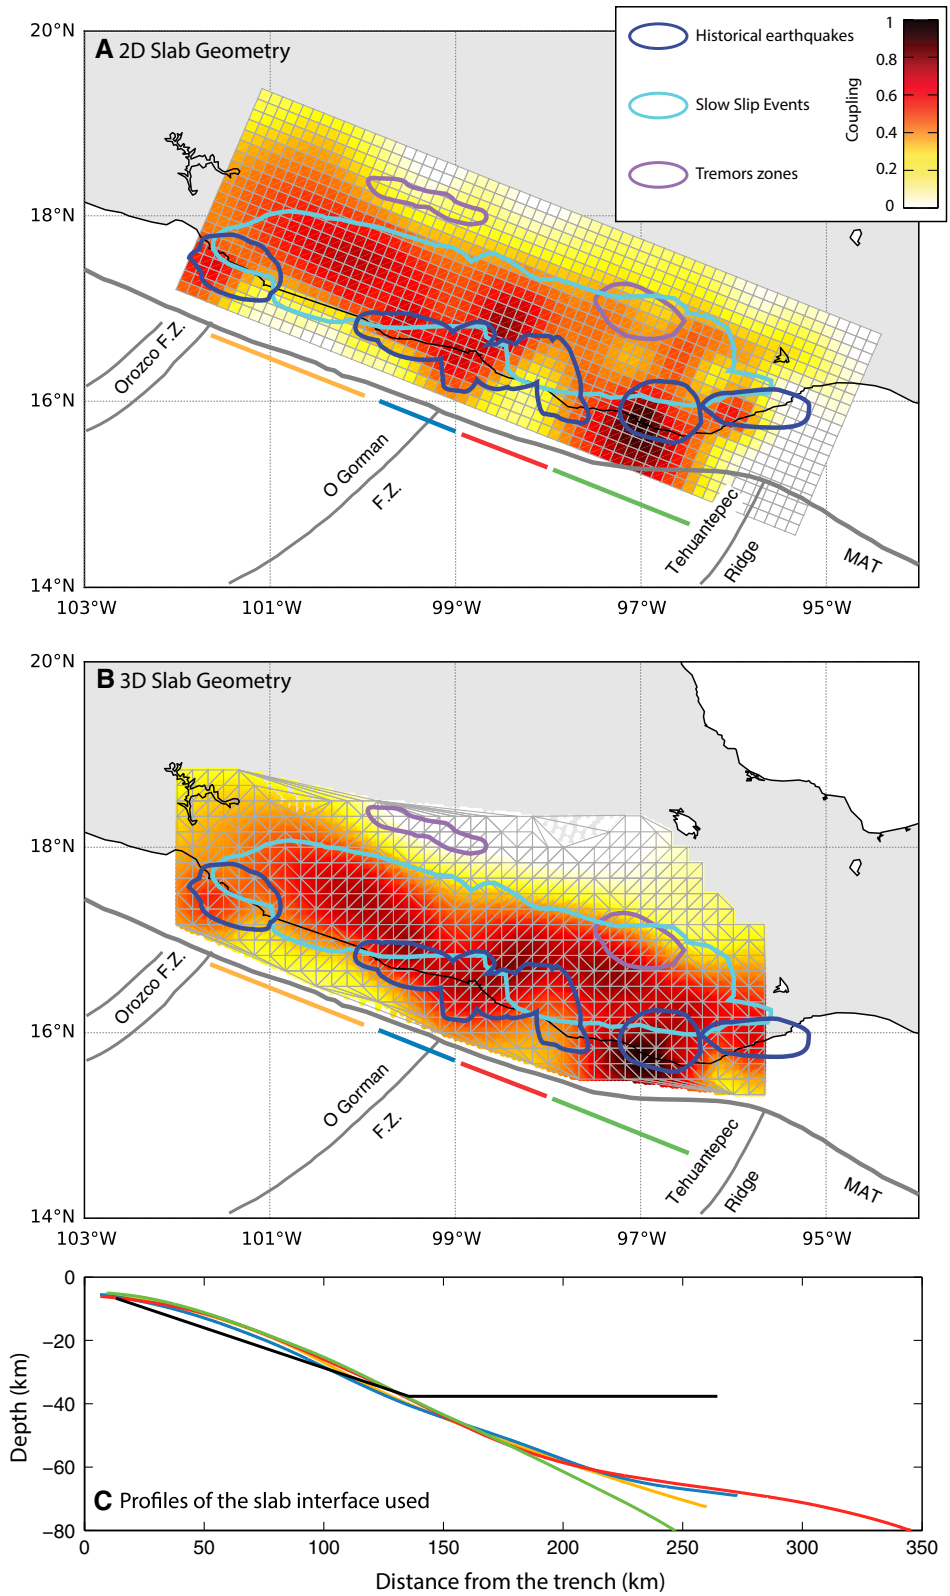 A 2D Slab Geometry
Historical earthquakes
Slow Slip Events
Tremors zones
Coupling
1
0.8
0.6
0.4
0.2
0
20°N
18°N
16°N
14°N
103°W
101°W
99°W
97°W
95°W
Orozco F.Z.
O Gorman
F.Z.
Tehuantepec
Ridge
MAT
B 3D Slab Geometry
20°N
18°N
16°N
14°N
103°W
101°W
99°W
97°W
95°W
Orozco F.Z.
O Gorman
F.Z.
Tehuantepec
Ridge
MAT
C Profiles of the slab interface used
Depth (km)
0
−20
−40
−60
−80
0
50
100
150
200
250
300
350
Distance from the trench (km)